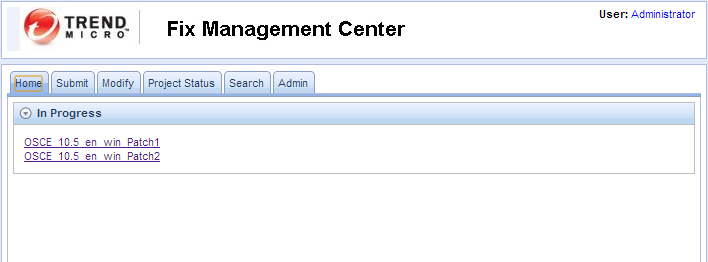 User: Administrator
TREND MICRO
Fix Management Center
Home Submit Modify Project Status Search Admin
In Progress
OSCE_10.5_en_win_Patch1
OSCE_10.5_en_win_Patch2